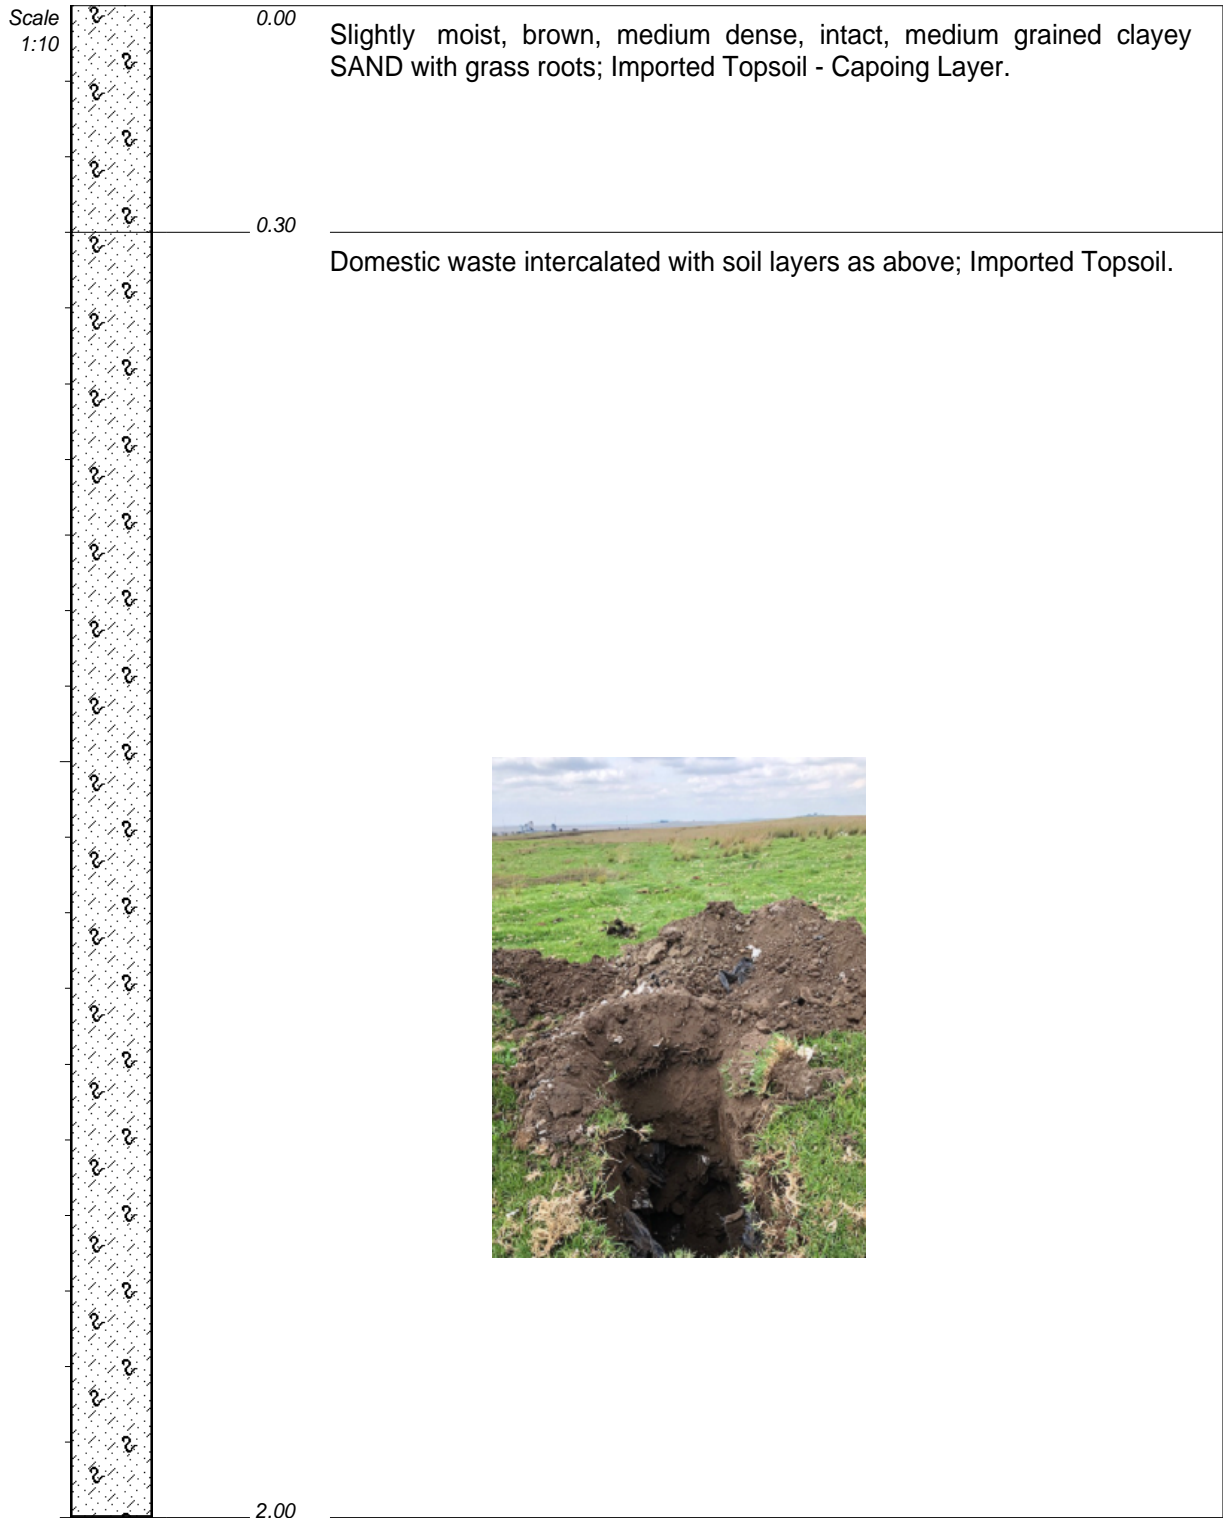 Scale
1:10
0.00
Slightly moist, brown, medium dense, intact, medium grained clayey
SAND with grass roots; Imported Topsoil - Capoing Layer.
0.30
Domestic waste intercalated with soil layers as above; Imported Topsoil.
2.00